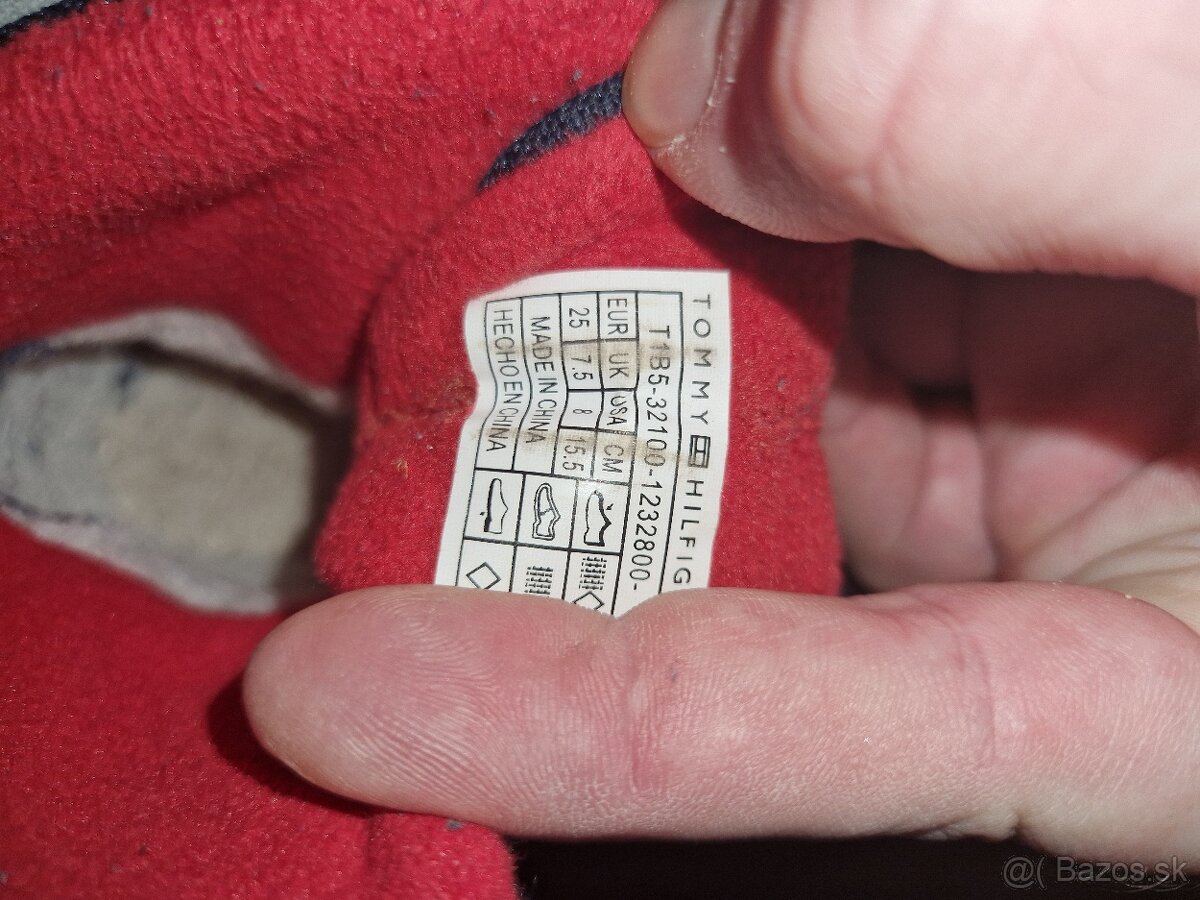 TOMMY HILFIG
T1B5-32100-1232800-
EUR UK USA CM
25 7.5 8 15.5
MADE IN CHINA
HECHO EN CHINA
@( Bazos.sk